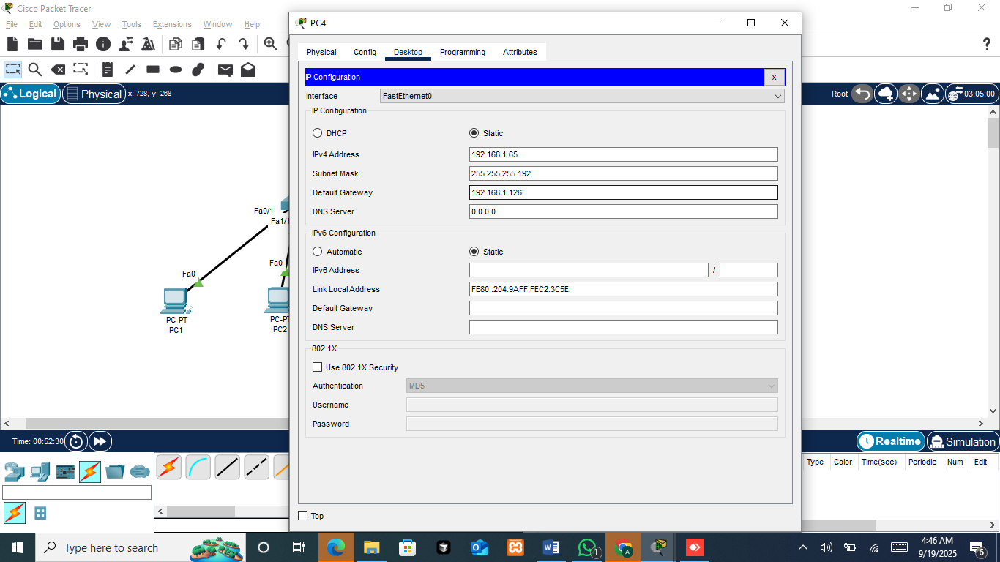 Cisco Packet Tracer
File Edit Options View Tools Extensions Window Help
Logical
Physical
x: 728, y: 268
Root
03:05:00
Fa0/1
Fa1/1
Fa0
Fa0
PC-PT
PC1
PC-PT
PC2
PC4
Physical Config Desktop Programming Attributes
IP Configuration
X
Interface
FastEthernet0
IP Configuration
DHCP
Static
IPv4 Address
192.168.1.65
Subnet Mask
255.255.255.192
Default Gateway
192.168.1.126
DNS Server
0.0.0.0
IPv6 Configuration
Automatic
Static
IPv6 Address
/
Link Local Address
FE80::204:9AFF:FEC2:3C5E
Default Gateway
DNS Server
802.1X
Use 802.1X Security
Authentication
MD5
Username
Password
Top
Time: 00:52:30
Realtime
Simulation
Type Color Time(sec) Periodic Num Edit
Type here to search
1
A
4:46 AM
9/19/2025
6